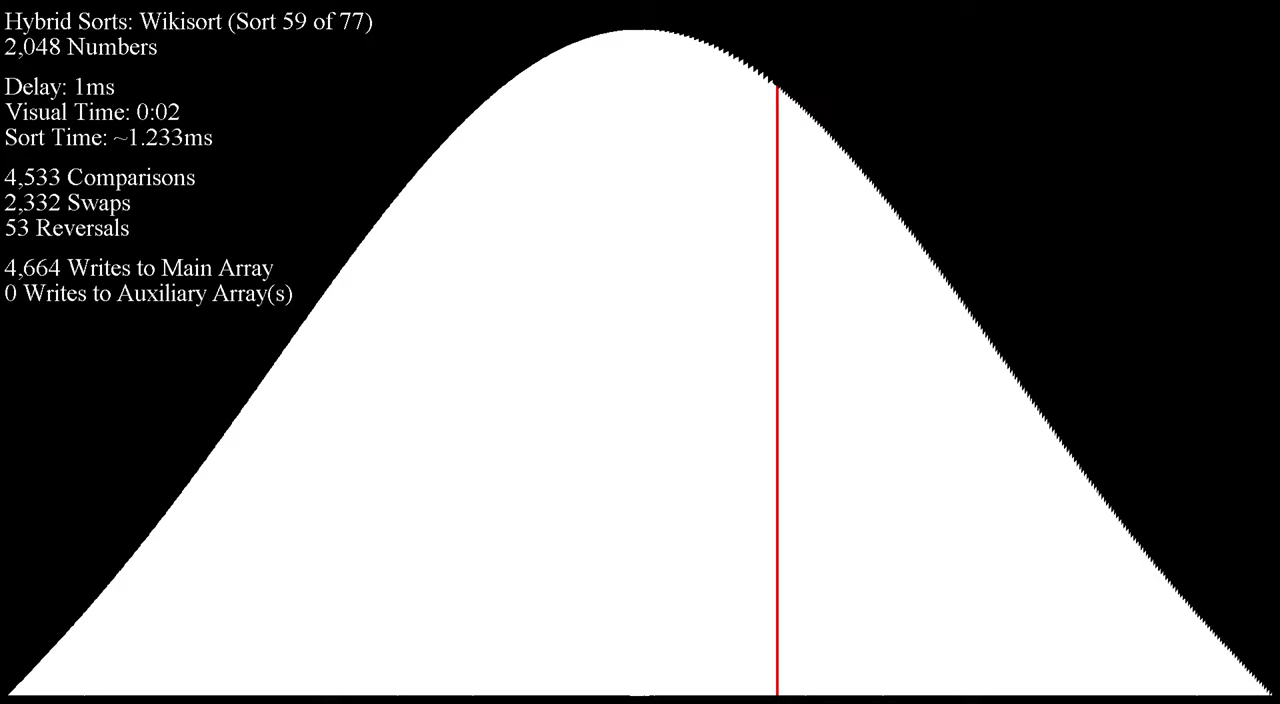 Hybrid Sorts: Wikisort (Sort 59 of 77)
2,048 Numbers
Delay: 1ms
Visual Time: 0:02
Sort Time: ~1.233ms
4,533 Comparisons
2,332 Swaps
53 Reversals
4,664 Writes to Main Array
0 Writes to Auxiliary Array(s)